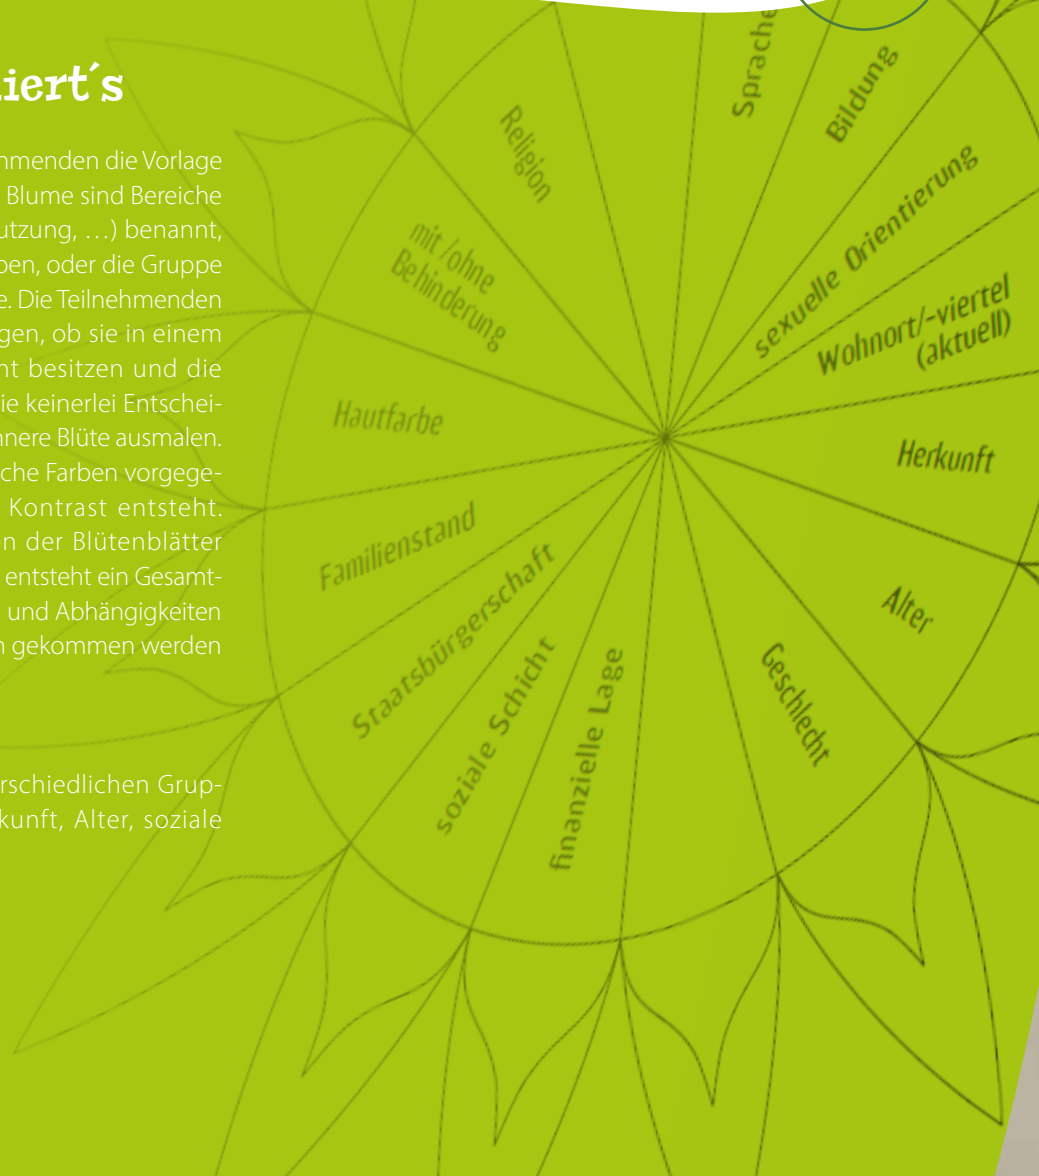 iert´s
nmenden die Vorlage
Blume sind Bereiche
utzung, …) benannt,
ben, oder die Gruppe
e. Die Teilnehmenden
gen, ob sie in einem
nt besitzen und die
ie keinerlei Entschei-
nnere Blüte ausmalen.
che Farben vorgege-
Kontrast entsteht.
n der Blütenblätter
entsteht ein Gesamt-
und Abhängigkeiten
n gekommen werden
erschiedlichen Grup-
kunft, Alter, soziale
Sprache
Bildung
sexuelle Orientierung
Wohnort/-viertel
(aktuell)
Herkunft
Alter
Geschlecht
finanzielle Lage
soziale Schicht
Staatsbürgerschaft
Familienstand
Hautfarbe
mit/ohne
Behinderung
Religion